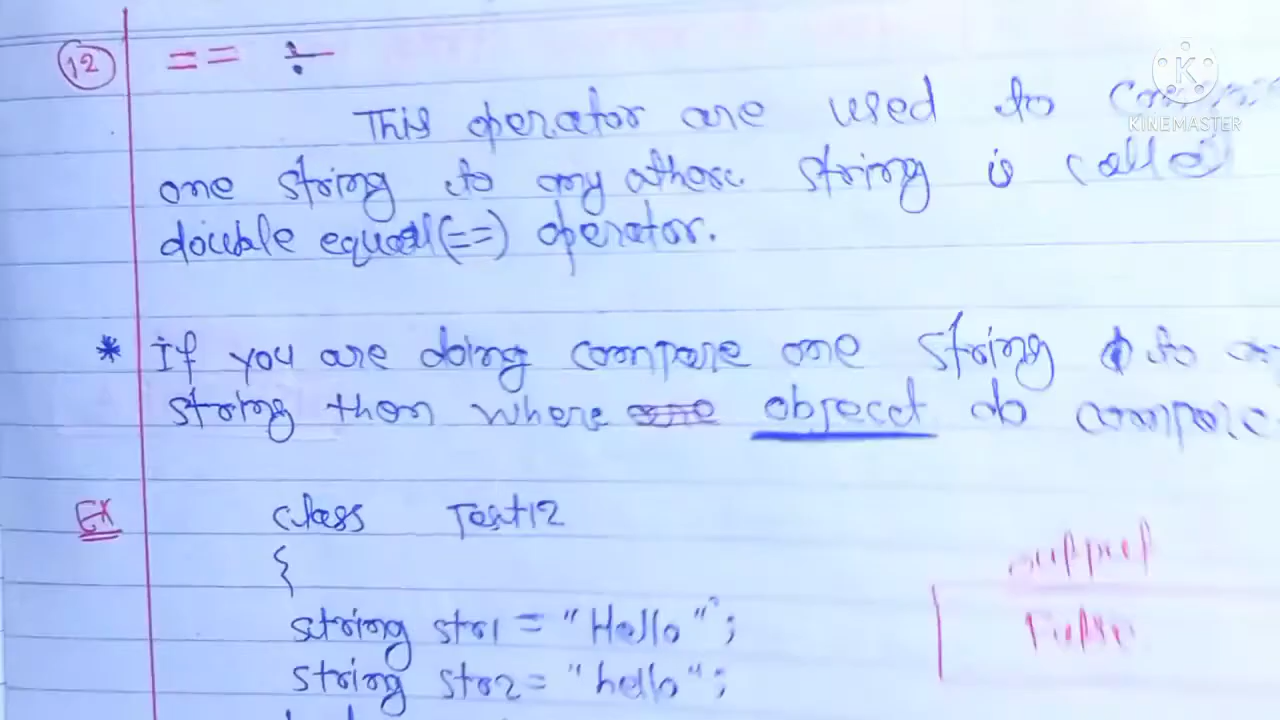 12 == ÷
This operator are used to
one string to any athor string is called
double equal(==) operator.
* If you are doing compare one string to
string then where object do compare
Ex class Test12
{
string str1 = "Hello";
string str2 = "hello";
output
False
KINEMASTER